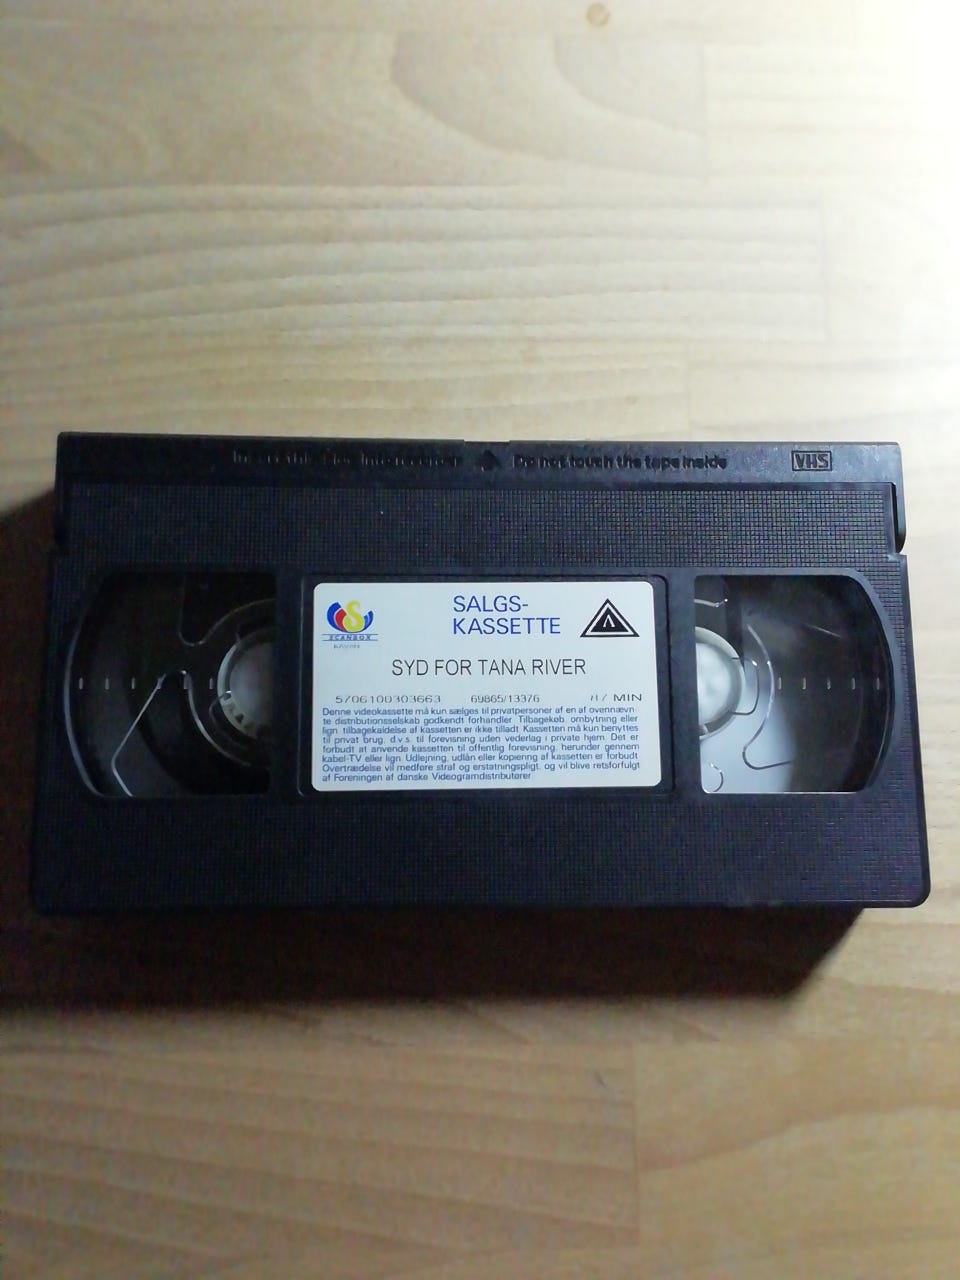 Do not touch the tape inside
VHS
SCANBOX
SALGS-
KASSETTE
SYD FOR TANA RIVER
5706100303663 69865/13376 87 MIN
Denne videokassette må kun sælges til privatpersoner af en af ovennævn-
te distributionsselskab godkendt forhandler. Tilbagekøb, ombytning eller
lign. tilbagekaldelse af kassetten er ikke tilladt. Kassetten må kun benyttes
til privat brug, d.v.s. til forevisning uden vederlag i private hjem. Det er
forbudt at anvende kassetten til offentlig forevisning, herunder gennem
kabel-TV eller lign. Udlejning, udlån eller kopiering af kassetten er forbudt.
Overtrædelse vil medføre straf og erstatningspligt, og vil blive retsforfulgt
af Foreningen af danske Videogramdistributører